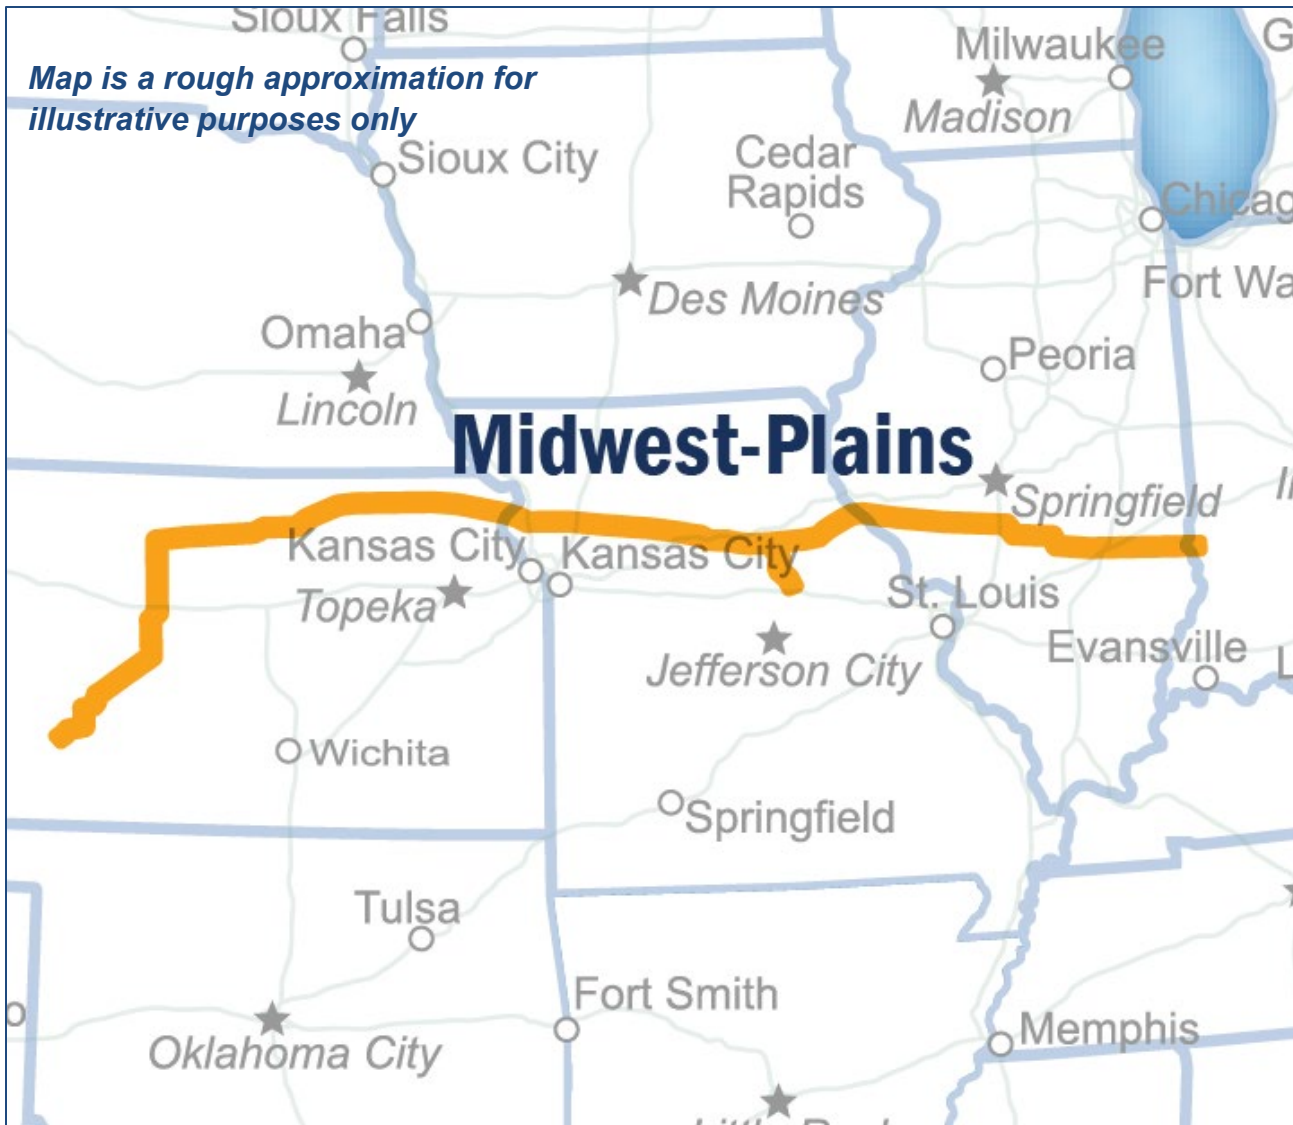 Sioux Falls
Map is a rough approximation for
illustrative purposes only
Milwaukee
G
Madison
Sioux City
Cedar
Rapids
Chicag
Des Moines
Fort Wa
Omaha
Peoria
Lincoln
Midwest-Plains
Springfield
Kansas City
Kansas City
Topeka
St. Louis
Jefferson City
Evansville
L
Wichita
Springfield
Tulsa
Fort Smith
o
Oklahoma City
Memphis